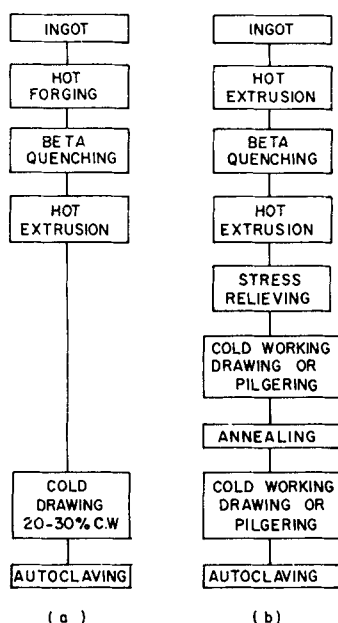 INGOT
HOT
FORGING
BETA
QUENCHING
HOT
EXTRUSION
COLD
DRAWING
20-30% C.W
AUTOCLAVING
(a)
INGOT
HOT
EXTRUSION
BETA
QUENCHING
HOT
EXTRUSION
STRESS
RELIEVING
COLD WORKING
DRAWING OR
PILGERING
ANNEALING
COLD WORKING
DRAWING OR
PILGERING
AUTOCLAVING
(b)